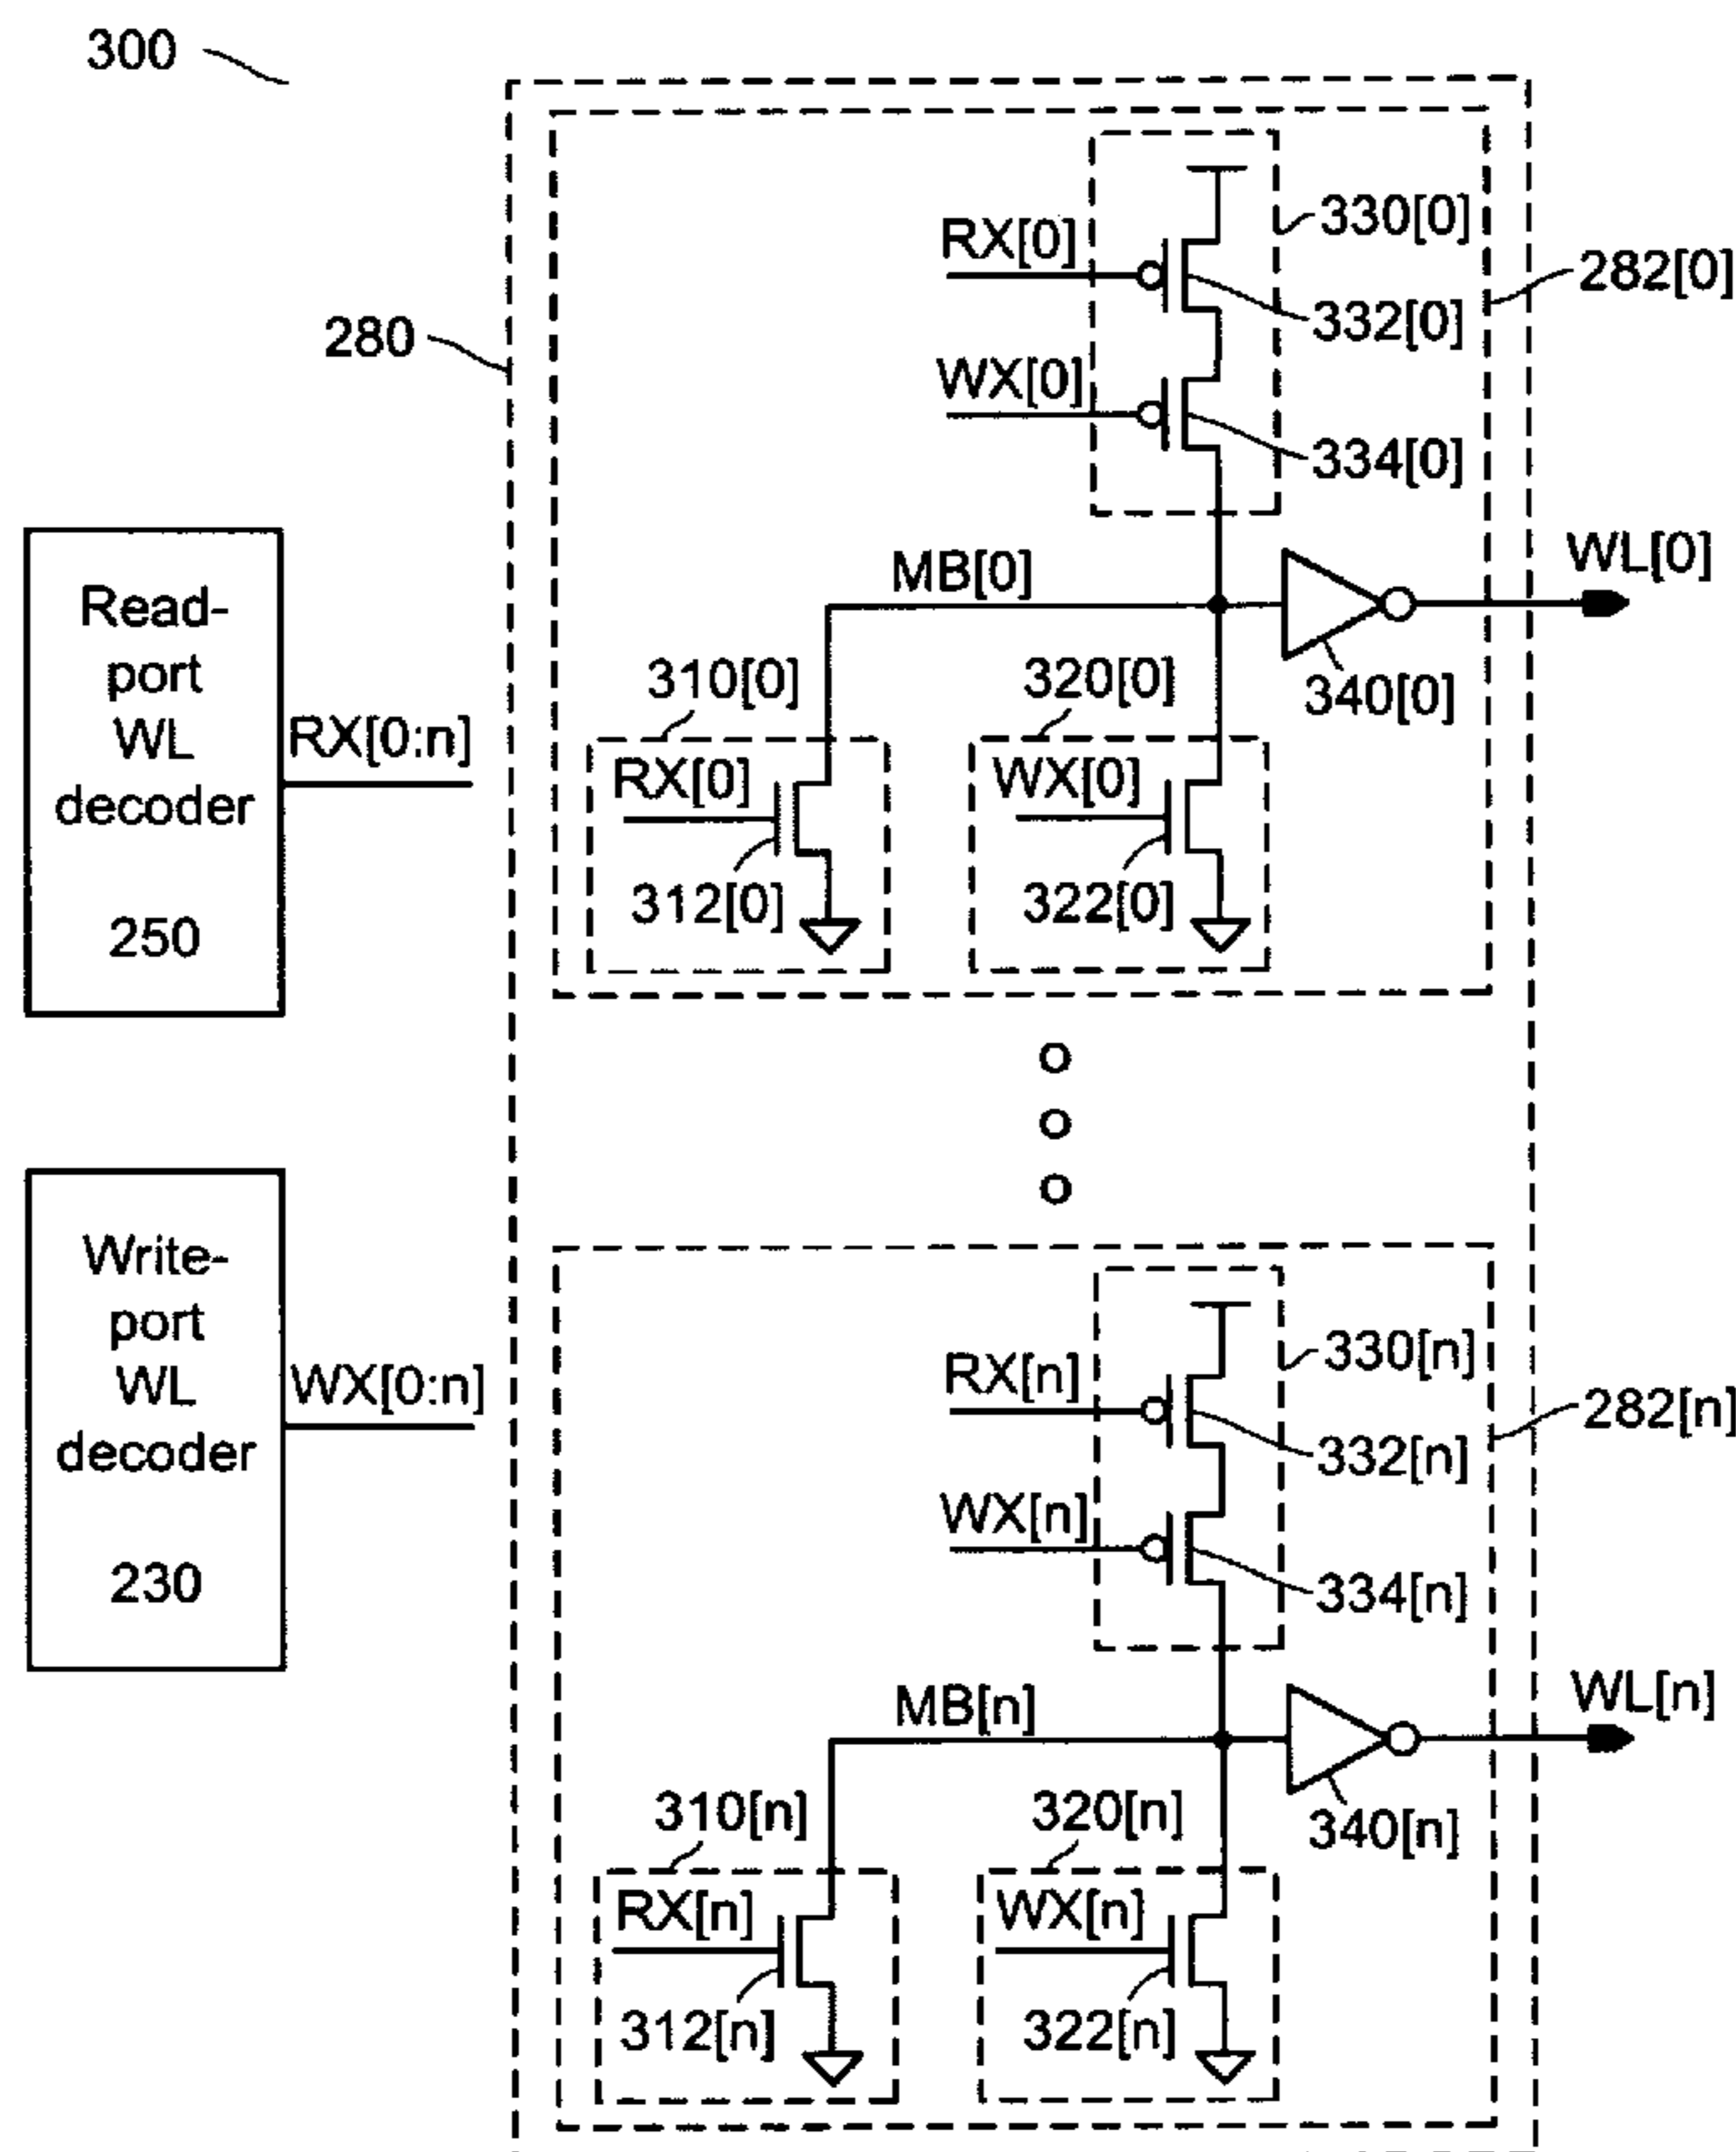 300
330[0]
RX[0]
282[0]
332[0]
280
WX[0]
334[0]
WL[0]
MB[0]
Read-
port
WL
decoder
250
RX[0:n]
310[0]
320[0]
340[0]
RX[0]
WX[0]
312[0]
322[0]
Write-
port
WL
decoder
230
WX[0:n]
330[n]
RX[n]
282[n]
332[n]
WX[n]
334[n]
WL[n]
MB[n]
310[n]
320[n]
340[n]
RX[n]
WX[n]
312[n]
322[n]